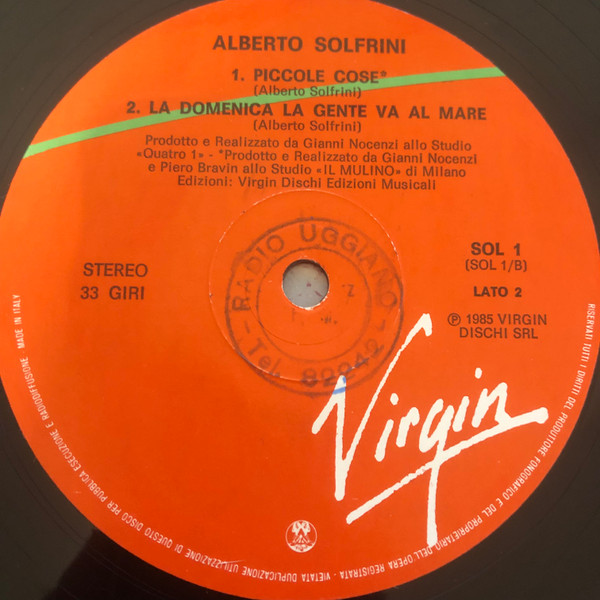 ALBERTO SOLFRINI
1. PICCOLE COSE*
(Alberto Solfrini)
2. LA DOMENICA LA GENTE VA AL MARE
(Alberto Solfrini)
Prodotto e Realizzato da Gianni Nocenzi allo Studio
«Quatro 1» - *Prodotto e Realizzato da Gianni Nocenzi
e Piero Bravin allo Studio «IL MULINO» di Milano
Edizioni: Virgin Dischi Edizioni Musicali
STEREO
33 GIRI
RADIO UGGIANO
Tel. 82942
SOL 1
(SOL 1/B)
LATO 2
℗ 1985 VIRGIN
DISCHI SRL
Virgin
RISERVATI TUTTI I DIRITTI DEL PRODUTTORE FONOGRAFICO E DEL PROPRIETARIO DELL'OPERA REGISTRATA - VIETATA DUPLICAZIONE ED UTILIZZAZIONE DI QUESTO DISCO PER PUBBLICA ESECUZIONE E RADIODIFFUSIONE. MADE IN ITALY